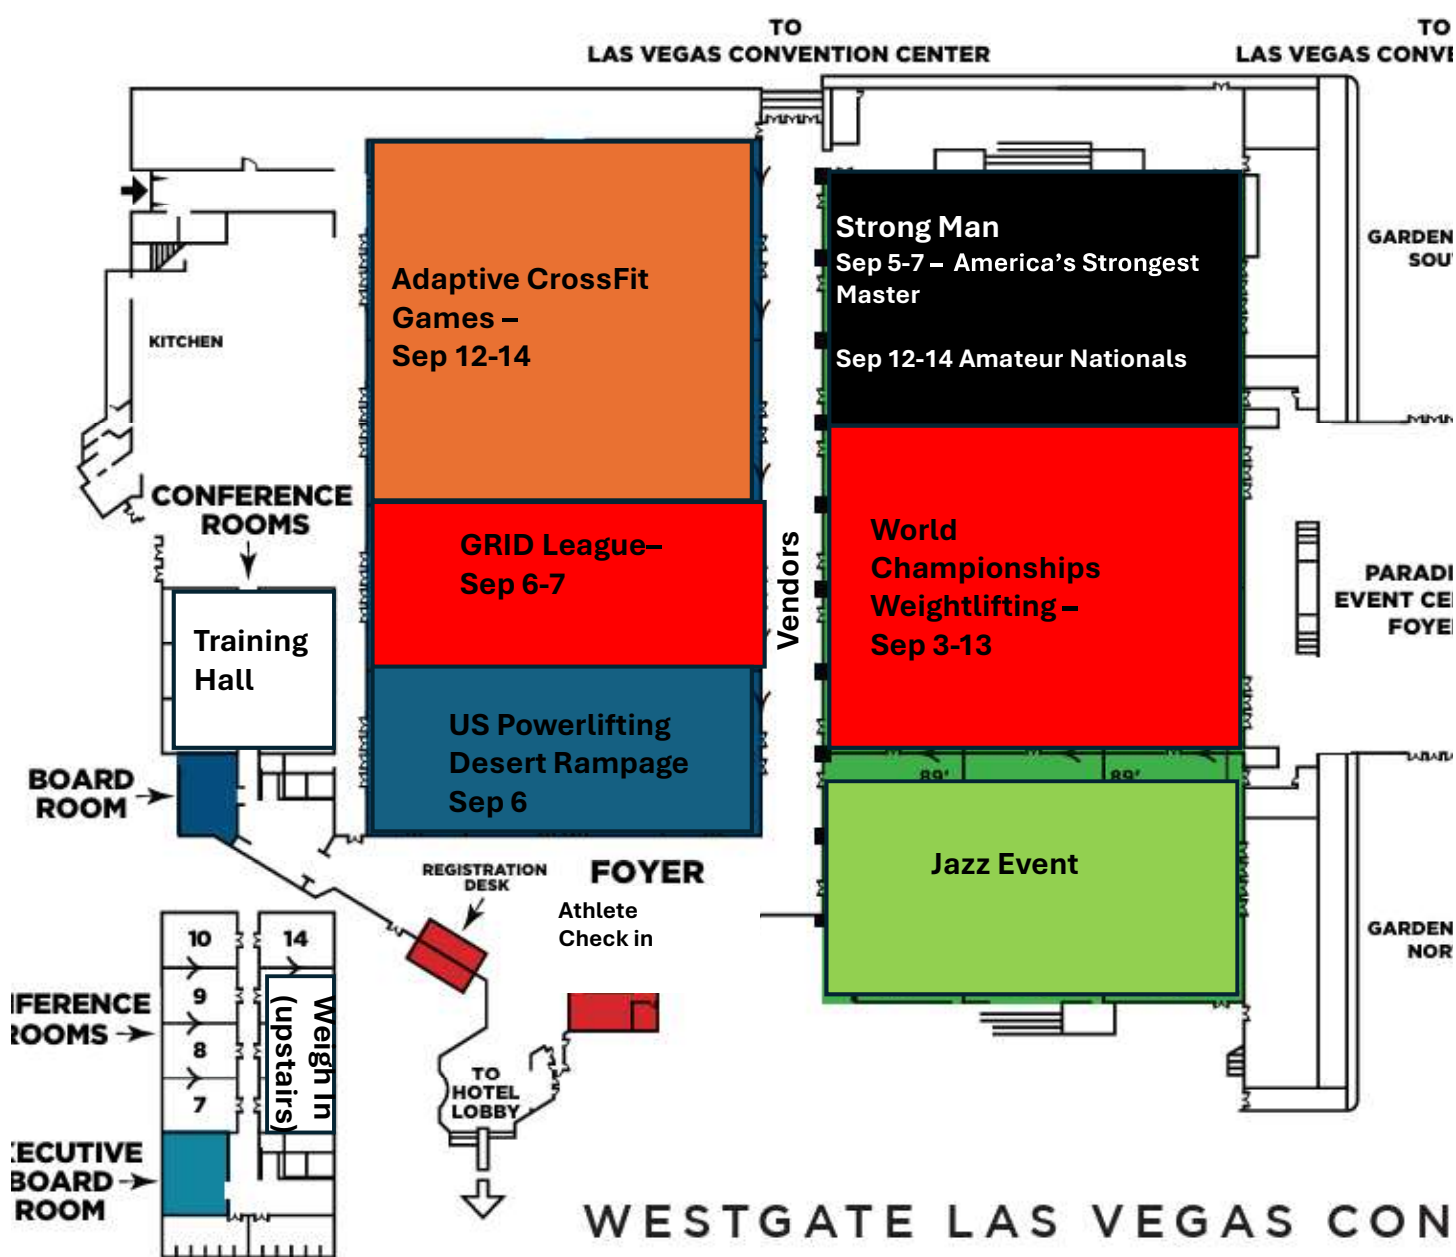 TO
LAS VEGAS CONVENTION CENTER
TO
LAS VEGAS CONVE
Adaptive CrossFit
Games –
Sep 12-14
Strong Man
Sep 5-7 – America’s Strongest
Master
Sep 12-14 Amateur Nationals
GARDEN
SOU
KITCHEN
CONFERENCE
ROOMS
GRID League–
Sep 6-7
Vendors
World
Championships
Weightlifting –
Sep 3-13
PARADI
EVENT CE
FOYE
Training
Hall
US Powerlifting
Desert Rampage
Sep 6
BOARD
ROOM
89'
89'
Jazz Event
REGISTRATION
DESK
FOYER
Athlete
Check in
GARDEN
NOR
10
14
9
8
7
NFERENCE
ROOMS
Weigh In
(upstairs)
TO
HOTEL
LOBBY
XECUTIVE
BOARD
ROOM
WESTGATE LAS VEGAS CON